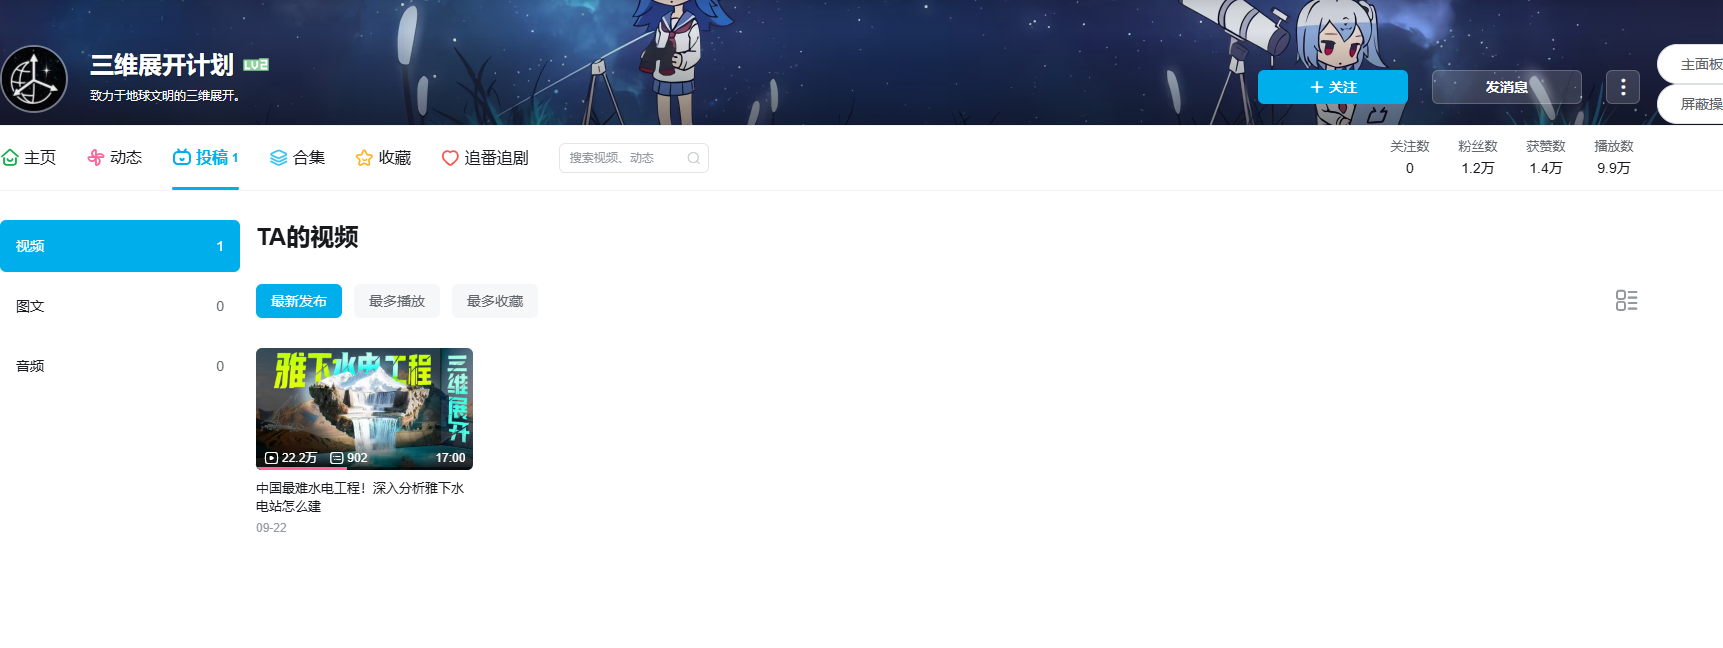 三维展开计划 LV2
致力于地球文明的三维展开。
+ 关注
发消息
主面板
屏蔽操
主页
动态
投稿 1
合集
收藏
追番追剧
搜索视频、动态
关注数 粉丝数 获赞数 播放数
0 1.2万 1.4万 9.9万
视频 1
图文 0
音频 0
TA的视频
最新发布
最多播放
最多收藏
雅下水电工程
三维展开
22.2万 902 17:00
中国最难水电工程！深入分析雅下水
电站怎么建
09-22